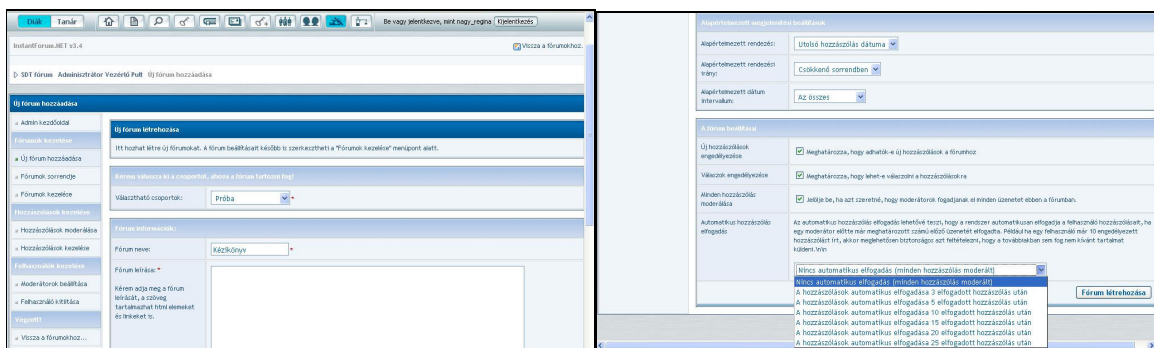 Diák Tanár Be vagy jelentkezve, mint nagy_regina Kijelentkezés
InstantForum.NET v3.4 Vissza a fórumokhoz.
SDT fórum Adminisztrátor Vezérlő Pult Új fórum hozzáadása
Új fórum hozzáadása
Admin kezdőoldal
Fórumok kezelése
Új fórum hozzáadása
Fórumok sorrendje
Fórumok kezelése
Hozzászólások kezelése
Hozzászólások moderálása
Hozzászólások kezelése
Felhasználók kezelése
Moderátorok beállítása
Felhasználó kitiltása
Végzett?
Vissza a fórumokhoz...
Új fórum létrehozása
Itt hozhat létre új fórumokat. A fórum beállításait később is szerkesztheti a "Fórumok kezelése" menüpont alatt.
Kérem válassza ki a csoportot, ahova a fórum tartozni fog!
Választható csoportok: Próba *
Fórum információk:
Fórum neve: Kézikönyv *
Fórum leírása: *
Kérem adja meg a fórum
leírását, a szöveg
tartalmazhat html elemeket
és linkeket is.
Alapértelmezett megjelenítési beállítások
Alapértelmezett rendezés: Utolsó hozzászólás dátuma
Alapértelmezett rendezési
irány: Csökkenő sorrendben
Alapértelmezett dátum
intervallum: Az összes
A fórum beállításai
Új hozzászólások
engedélyezése
Meghatározza, hogy adhatók-e új hozzászólások a fórumhoz
Válaszok engedélyezése Meghatározza, hogy lehet-e válaszolni a hozzászólásokra
Minden hozzászólás
moderálása
Jelölje be, ha azt szeretné, hogy moderátorok fogadjanak el minden üzenetet ebben a fórumban.
Automatikus hozzászólás
elfogadás
Az automatikus hozzászólás elfogadás lehetővé teszi, hogy a rendszer automatikusan elfogadja a felhasználó hozzászólásait, ha
egy moderátor előtte már meghatározott számú előző üzenetét elfogadta. Például ha egy felhasználó már 10 engedélyezett
hozzászólást írt, akkor meglehetősen biztonságos azt feltételezni, hogy a továbbiakban sem fog nem kívánt tartalmat
küldeni.\n\n
Nincs automatikus elfogadás (minden hozzászólás moderált)
Nincs automatikus elfogadás (minden hozzászólás moderált)
A hozzászólások automatikus elfogadása 3 elfogadott hozzászólás után
A hozzászólások automatikus elfogadása 5 elfogadott hozzászólás után
A hozzászólások automatikus elfogadása 10 elfogadott hozzászólás után
A hozzászólások automatikus elfogadása 15 elfogadott hozzászólás után
A hozzászólások automatikus elfogadása 20 elfogadott hozzászólás után
A hozzászólások automatikus elfogadása 25 elfogadott hozzászólás után
Fórum létrehozása